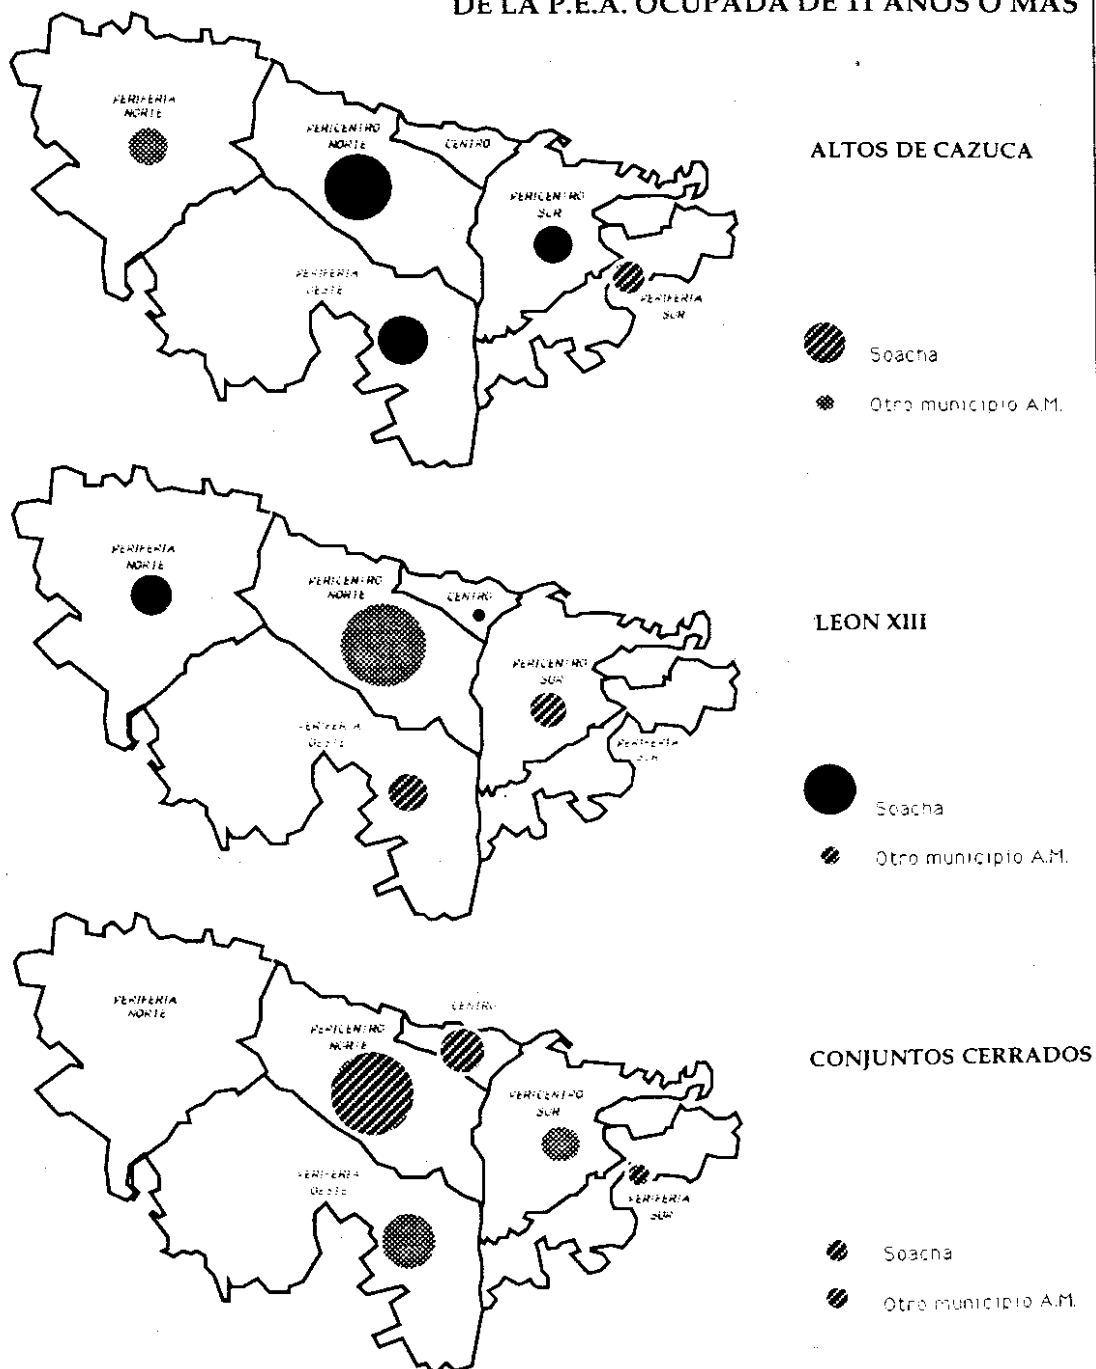 DE LA P.E.A. OCUPADA DE 11 AÑOS O MAS
PERIFERIA
NORTE
PERICENTRO
NORTE
CENTRO
PERICENTRO
SUR
PERIFERIA
OESTE
PERIFERIA
SUR
ALTOS DE CAZUCA
Soacha
Otro municipio A.M.
PERIFERIA
NORTE
PERICENTRO
NORTE
CENTRO
PERICENTRO
SUR
PERIFERIA
OESTE
PERIFERIA
SUR
LEON XIII
Soacha
Otro municipio A.M.
PERIFERIA
NORTE
PERICENTRO
NORTE
CENTRO
PERICENTRO
SUR
PERIFERIA
OESTE
PERIFERIA
SUR
CONJUNTOS CERRADOS
Soacha
Otro municipio A.M.